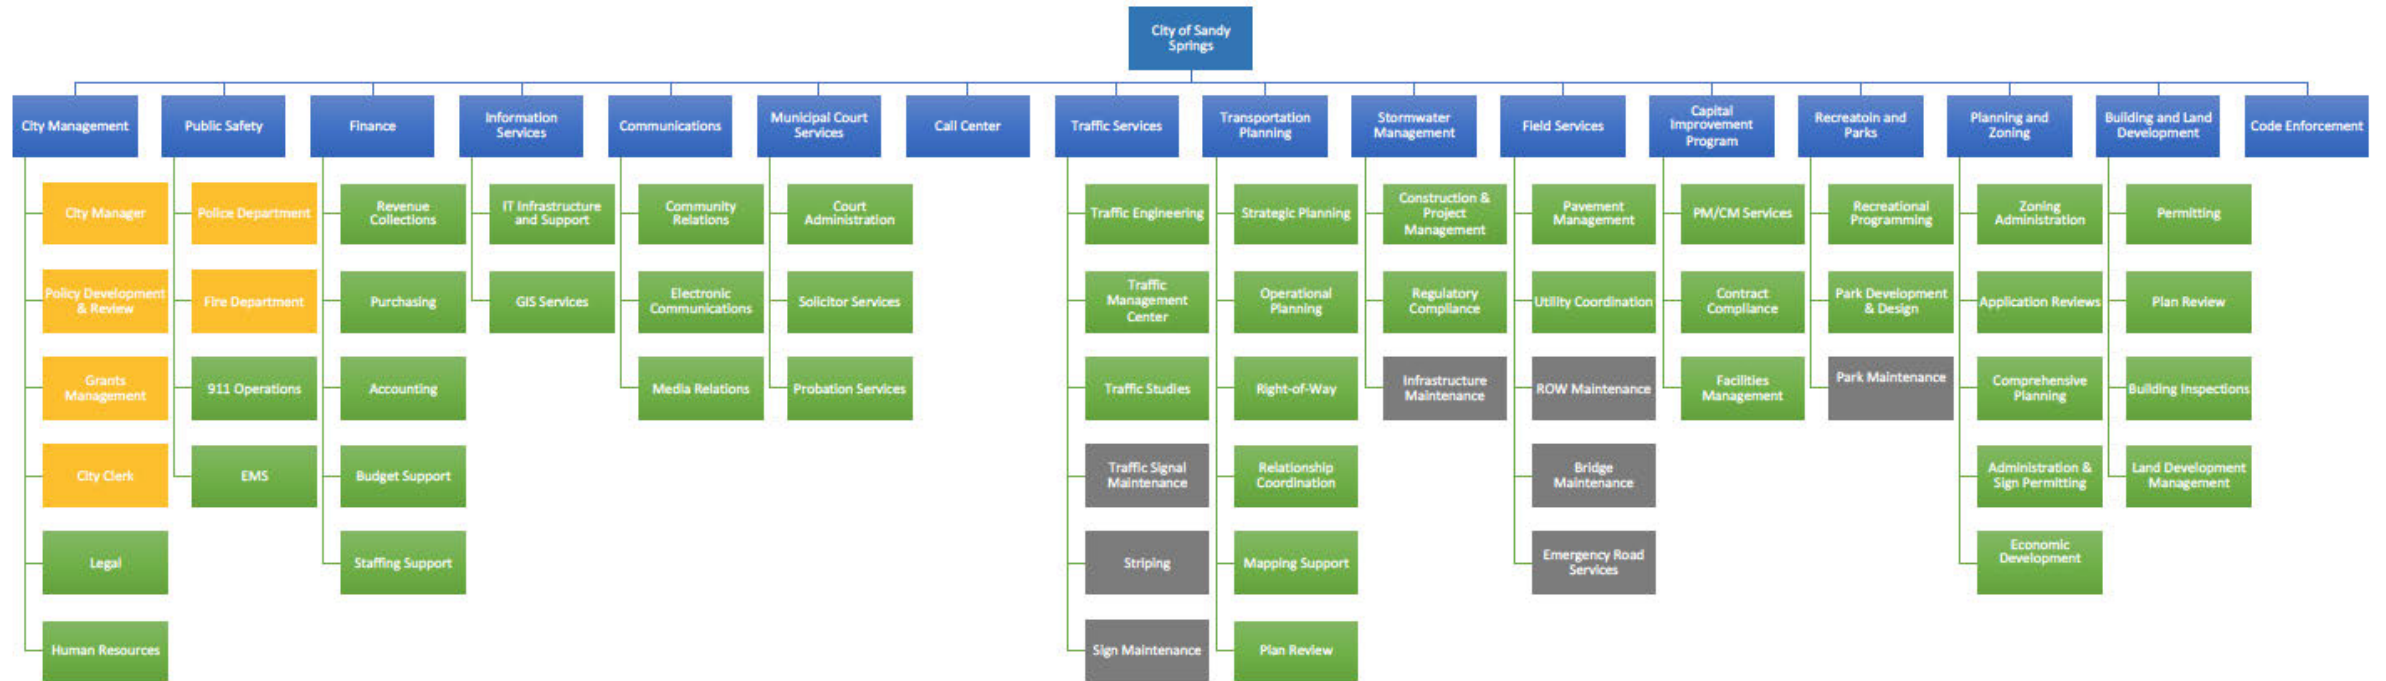 City of Sandy
Springs
City Management
Public Safety
Finance
Information
Services
Communications
Municipal Court
Services
Call Center
Traffic Services
Transportation
Planning
Stormwater
Management
Field Services
Capital
Improvement
Program
Recreatoin and
Parks
Planning and
Zoning
Building and Land
Development
Code Enforcement
City Manager
Police Department
Revenue
Collections
IT Infrastructure
and Support
Community
Relations
Court
Administration
Traffic Engineering
Strategic Planning
Construction &
Project
Management
Pavement
Management
PM/CM Services
Recreational
Programming
Zoning
Administration
Permitting
Policy Development
& Review
Fire Department
Purchasing
GIS Services
Electronic
Communications
Solicitor Services
Traffic
Management
Center
Operational
Planning
Regulatory
Compliance
Utility Coordination
Contract
Compliance
Park Development
& Design
Application Reviews
Plan Review
Grants
Management
911 Operations
Accounting
Media Relations
Probation Services
Traffic Studies
Right-of-Way
Infrastructure
Maintenance
ROW Maintenance
Facilities
Management
Park Maintenance
Comprehensive
Planning
Building Inspections
City Clerk
EMS
Budget Support
Traffic Signal
Maintenance
Relationship
Coordination
Bridge
Maintenance
Administration &
Sign Permitting
Land Development
Management
Legal
Staffing Support
Striping
Mapping Support
Emergency Road
Services
Economic
Development
Human Resources
Sign Maintenance
Plan Review